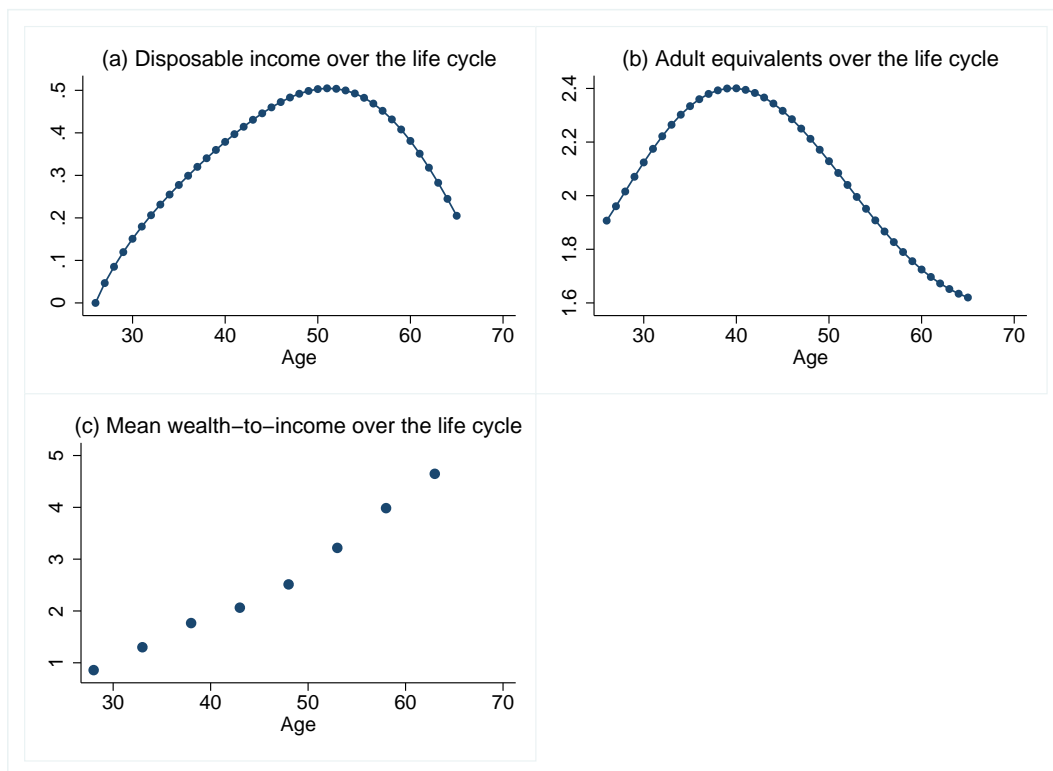 (a) Disposable income over the life cycle
.5
.4
.3
.2
.1
0
30 40 50 60 70
Age
(b) Adult equivalents over the life cycle
2.4
2.2
2
1.8
1.6
30 40 50 60 70
Age
(c) Mean wealth−to−income over the life cycle
5
4
3
2
1
30 40 50 60 70
Age